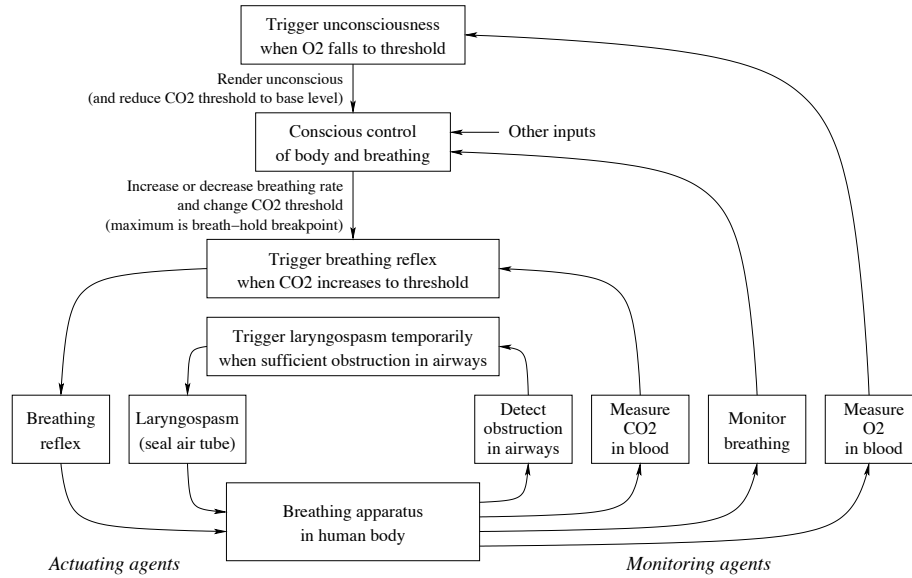 Trigger unconsciousness
when O2 falls to threshold
Render unconscious
(and reduce CO2 threshold to base level)
Conscious control
of body and breathing
Other inputs
Increase or decrease breathing rate
and change CO2 threshold
(maximum is breath−hold breakpoint)
Trigger breathing reflex
when CO2 increases to threshold
Trigger laryngospasm temporarily
when sufficient obstruction in airways
Breathing
reflex
Laryngospasm
(seal air tube)
Detect
obstruction
in airways
Measure
CO2
in blood
Monitor
breathing
Measure
O2
in blood
Breathing apparatus
in human body
Actuating agents
Monitoring agents